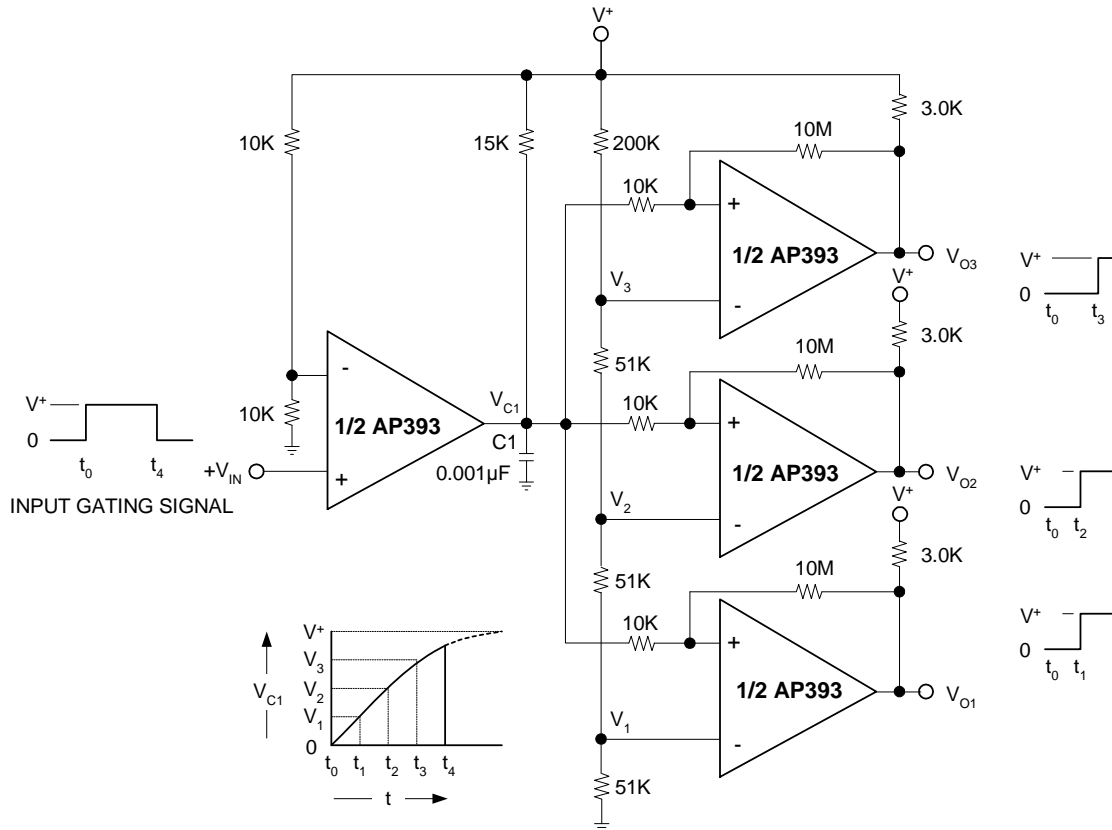 V+
10K
15K
200K
10M
3.0K
10K
+
1/2 AP393
-
VO3
V+
0
t0 t3
V3
V+
3.0K
51K
10M
10K
+
1/2 AP393
-
VO2
V+
0
t0 t2
V2
V+
3.0K
51K
10M
10K
+
1/2 AP393
-
VO1
V+
0
t0 t1
V1
51K
-
10K
1/2 AP393
+
VC1
C1
0.001µF
V+
0
t0 t4
+VIN
INPUT GATING SIGNAL
V+
V3
V2
V1
0
VC1
t0 t1 t2 t3 t4
t